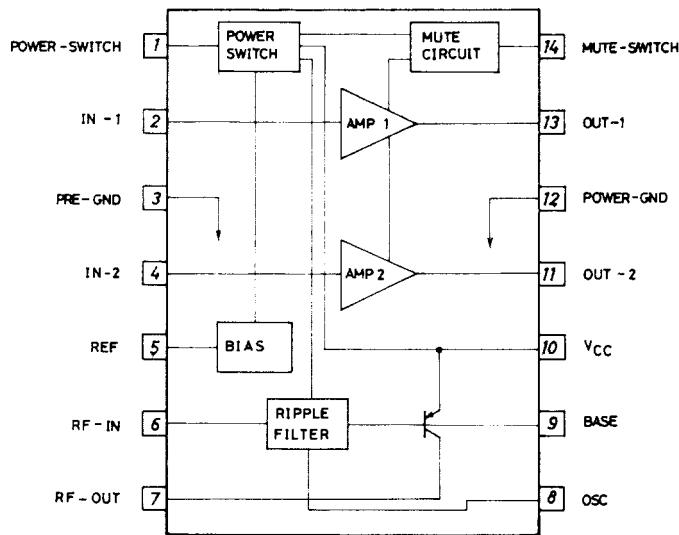 POWER-SWITCH
1
POWER
SWITCH
MUTE
CIRCUIT
14
MUTE-SWITCH
IN-1
2
AMP 1
13
OUT-1
PRE-GND
3
12
POWER-GND
IN-2
4
AMP 2
11
OUT-2
REF
5
BIAS
10
VCC
RF-IN
6
RIPPLE
FILTER
9
BASE
RF-OUT
7
8
OSC